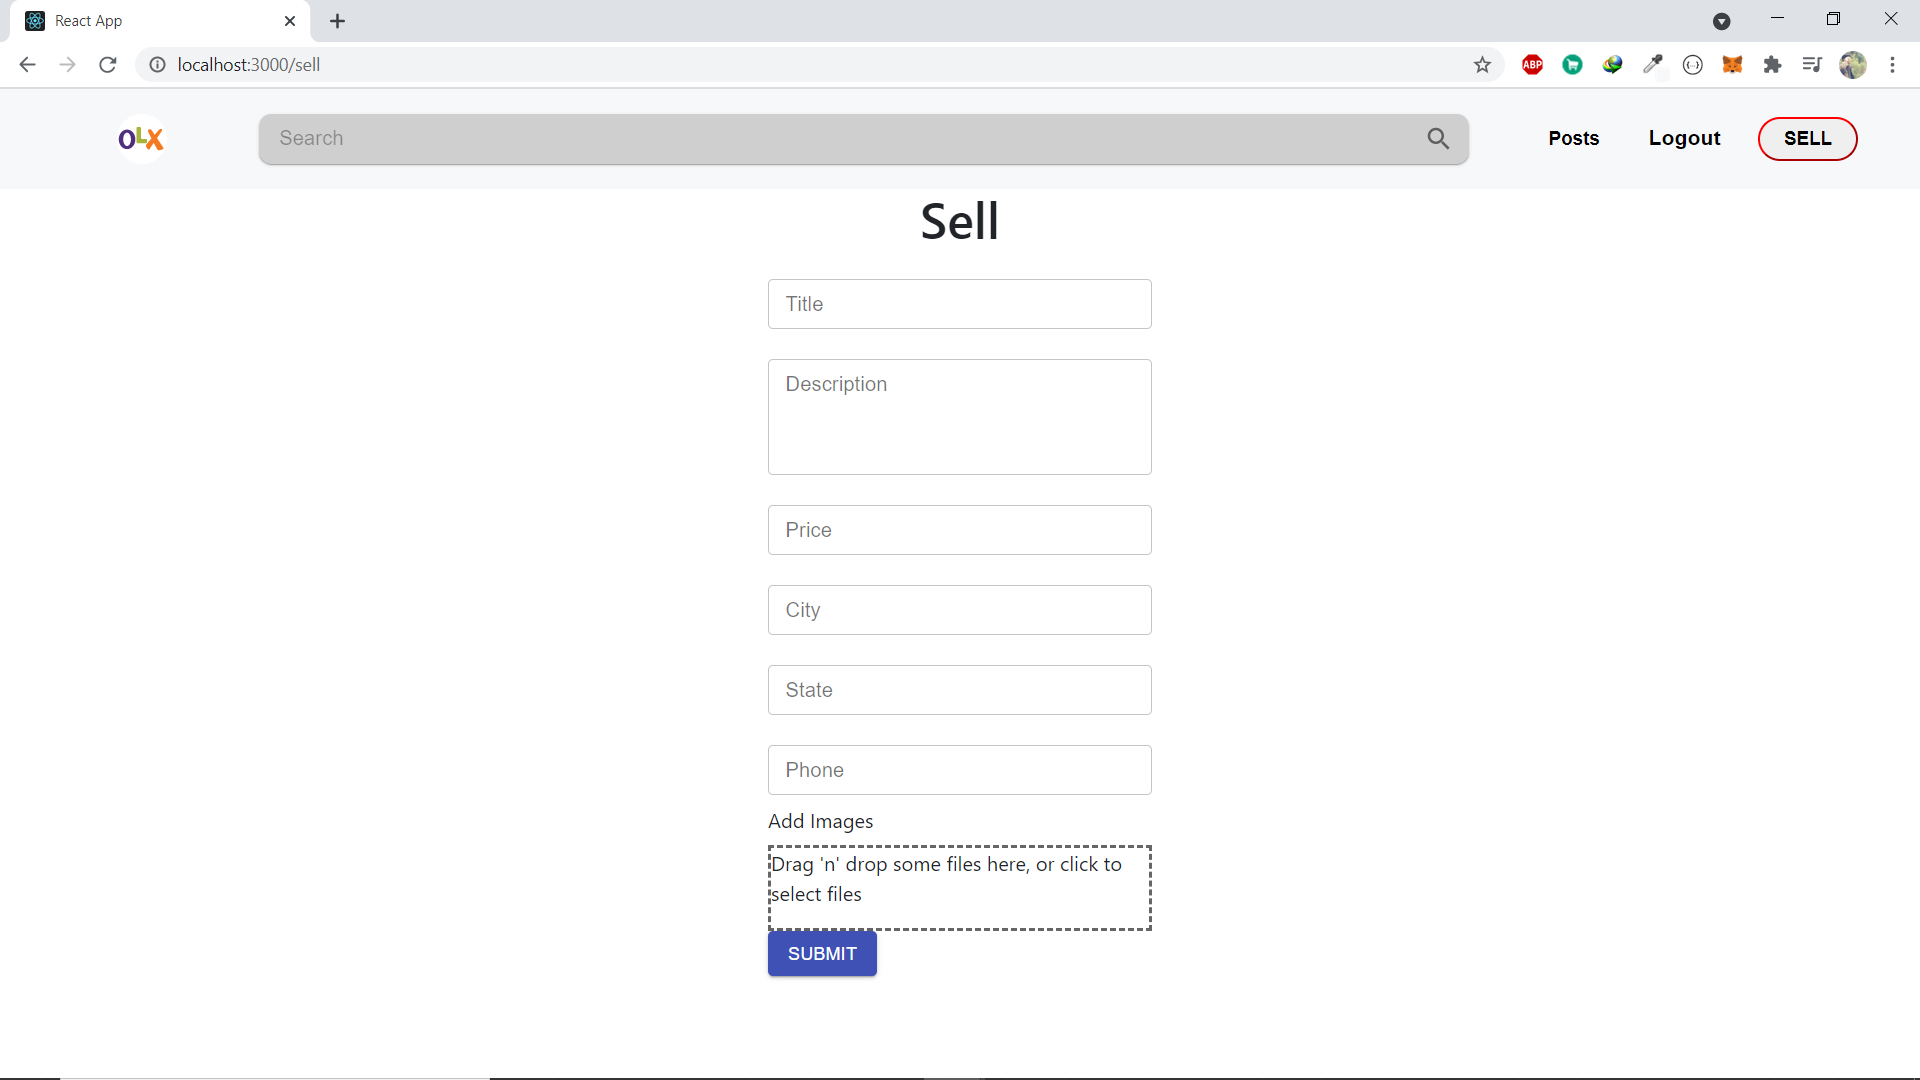 React App
localhost:3000/sell
ABP
OLX
Search
Posts
Logout
SELL
Sell
Title
Description
Price
City
State
Phone
Add Images
Drag 'n' drop some files here, or click to
select files
SUBMIT